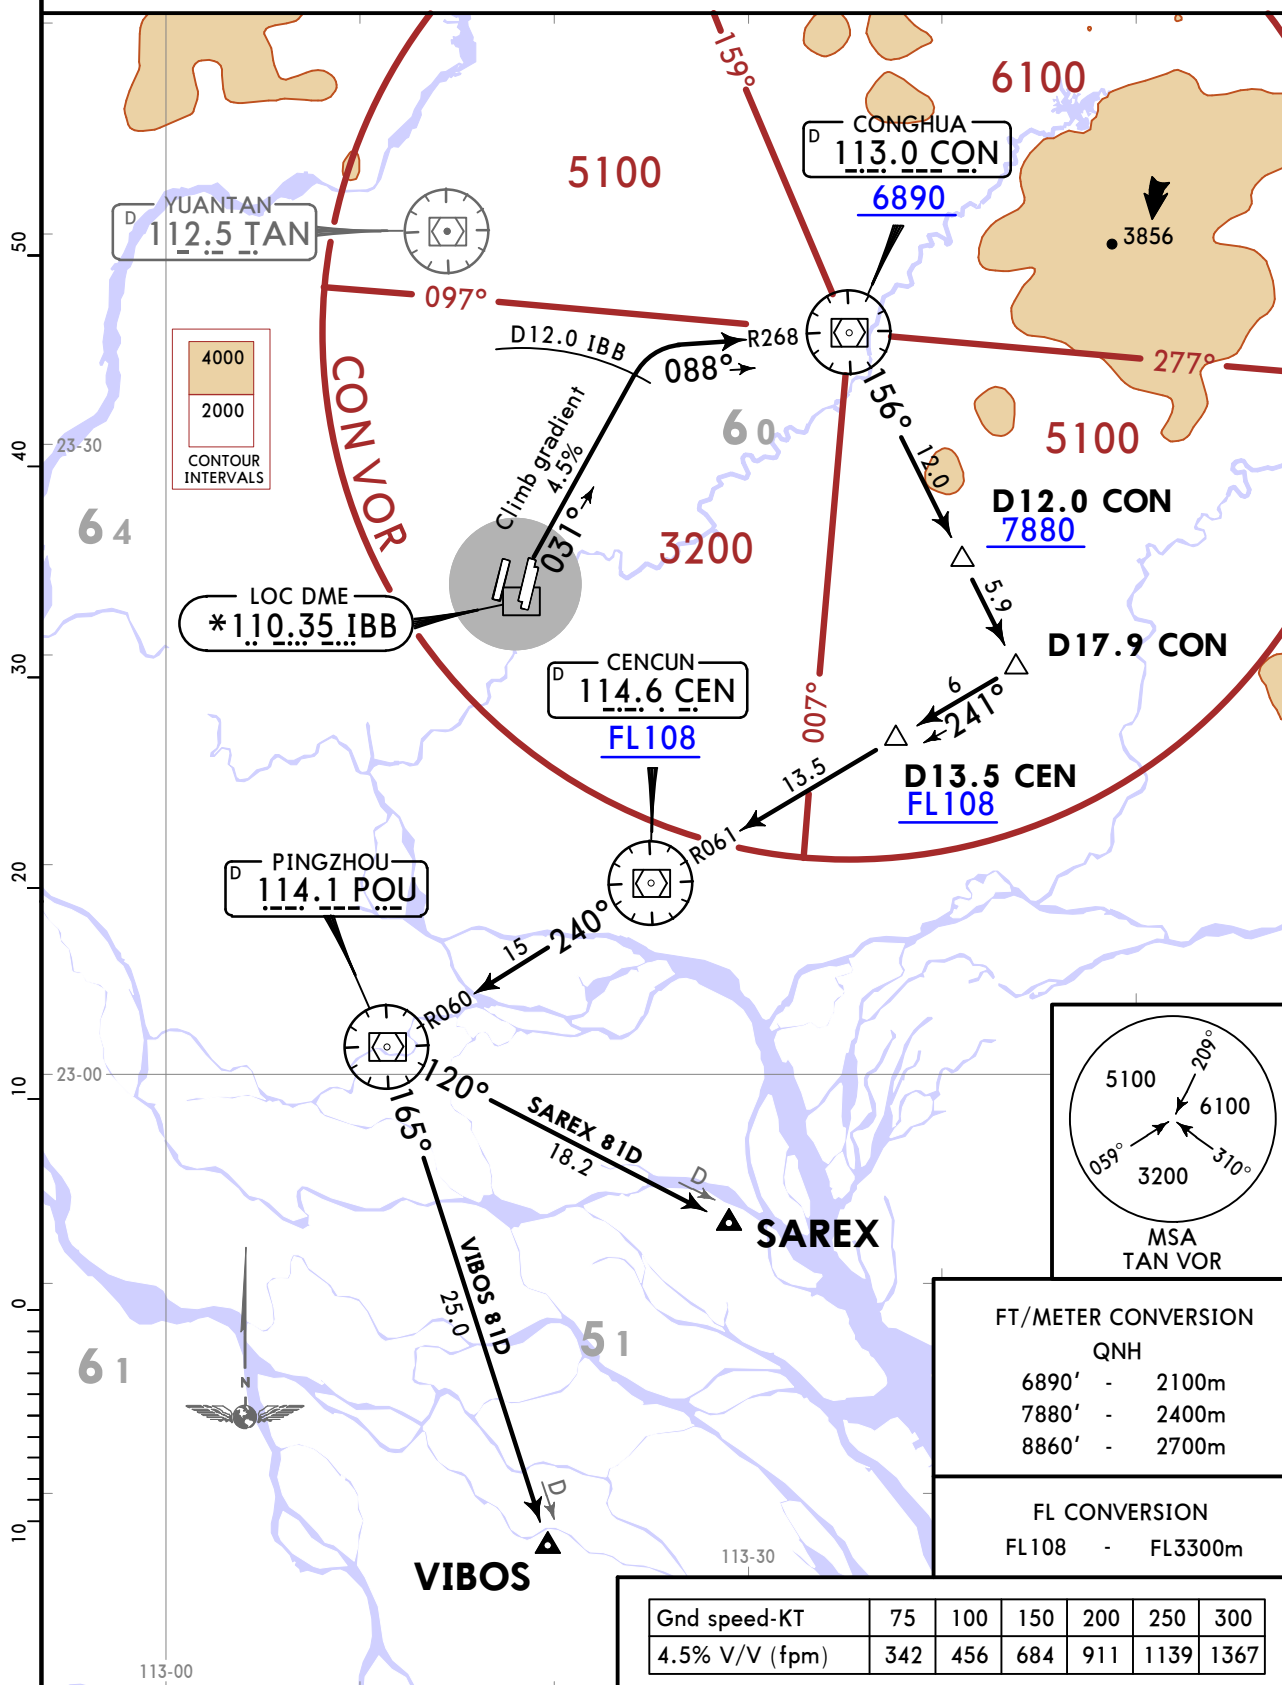 159°
6100
CONGHUA
D 113.0 CON
6890
5100
YUANTAN
D 112.5 TAN
3856
50
097°
D12.0 IBB
R268
088°
277°
4000
2000
CONTOUR
INTERVALS
CON VOR
156°
12.0
60
5100
40
23-30
Climb gradient
4.5%
031°
64
D12.0 CON
7880
3200
LOC DME
*110.35 IBB
5.9
D17.9 CON
30
CENCUN
D 114.6 CEN
FL108
007°
6
241°
13.5
D13.5 CEN
FL108
R061
20
PINGZHOU
D 114.1 POU
240°
15
R060
23-00
10
120°
165°
SAREX 81D
18.2
D
SAREX
5100
209°
6100
059°
310°
3200
MSA
TAN VOR
VIBOS 81D
25.0
0
61
51
N
FT/METER CONVERSION
QNH
6890' - 2100m
7880' - 2400m
8860' - 2700m
D
10
FL CONVERSION
FL108 - FL3300m
VIBOS
113-30
Gnd speed-KT 75 100 150 200 250 300
4.5% V/V (fpm) 342 456 684 911 1139 1367
113-00